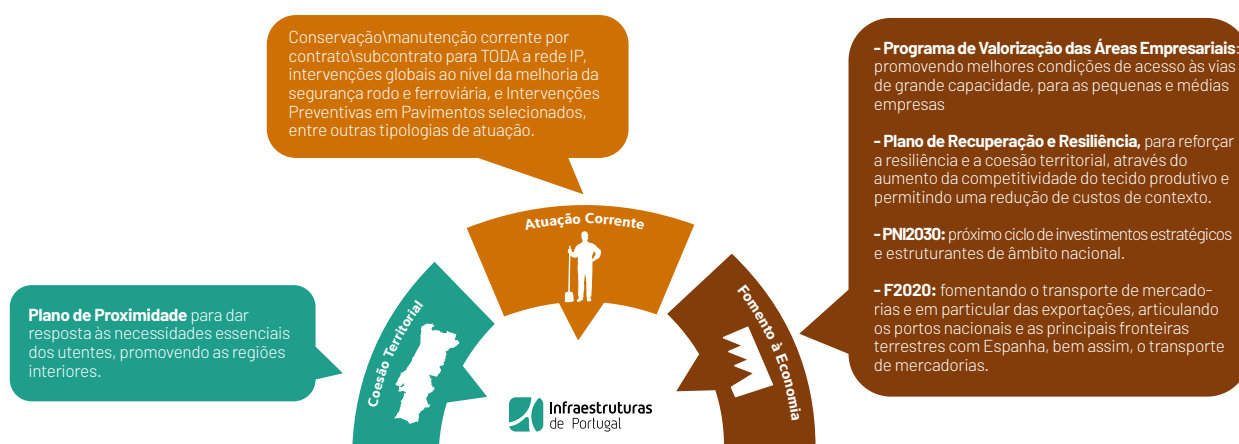 Conservação\manutenção corrente por
contrato\subcontrato para TODA a rede IP,
intervenções globais ao nível da melhoria da
segurança rodo e ferroviária, e Intervenções
Preventivas em Pavimentos selecionados,
entre outras tipologias de atuação.
- Programa de Valorização das Áreas Empresariais:
promovendo melhores condições de acesso às vias
de grande capacidade, para as pequenas e médias
empresas
- Plano de Recuperação e Resiliência, para reforçar
a resiliência e a coesão territorial, através do
aumento da competitividade do tecido produtivo e
permitindo uma redução de custos de contexto.
- PNI2030: próximo ciclo de investimentos estratégicos
e estruturantes de âmbito nacional.
- F2020: fomentando o transporte de mercado-
rias e em particular das exportações, articulando
os portos nacionais e as principais fronteiras
terrestres com Espanha, bem assim, o transporte
de mercadorias.
Plano de Proximidade para dar
resposta às necessidades essenciais
dos utentes, promovendo as regiões
interiores.
Coesão Territorial
Atuação Corrente
Fomento à Economia
Infraestruturas
de Portugal